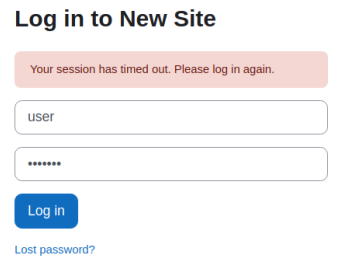 Log in to New Site
Your session has timed out. Please log in again.
user
•••••••
Log in
Lost password?